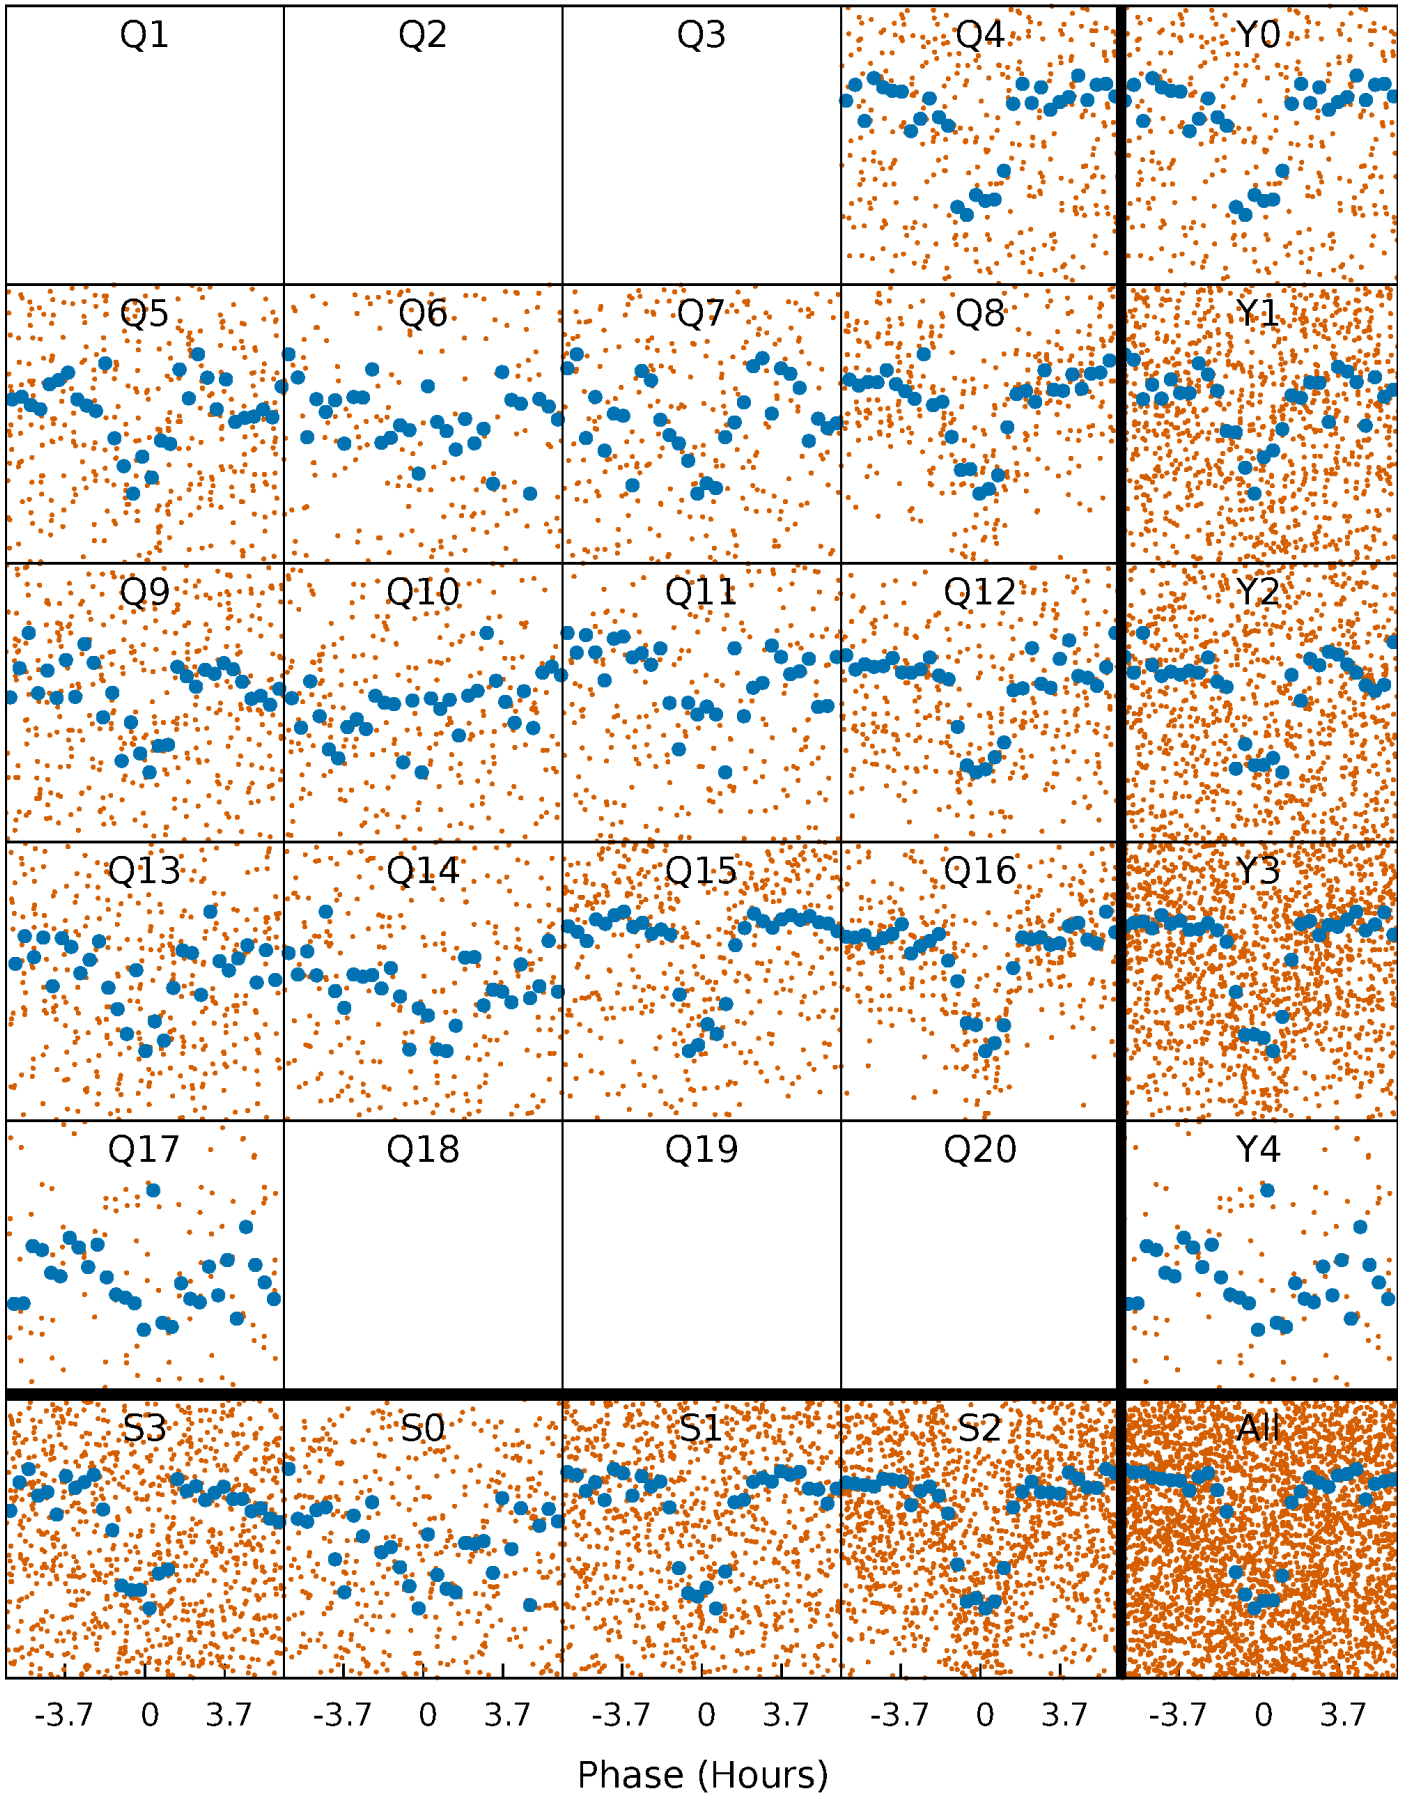 Q1 Q2 Q3 Q4 Y0
Q5 Q6 Q7 Q8 Y1
Q9 Q10 Q11 Q12 Y2
Q13 Q14 Q15 Q16 Y3
Q17 Q18 Q19 Q20 Y4
S3 S0 S1 S2 All
-3.7 0 3.7 -3.7 0 3.7 -3.7 0 3.7 -3.7 0 3.7 -3.7 0 3.7
Phase (Hours)